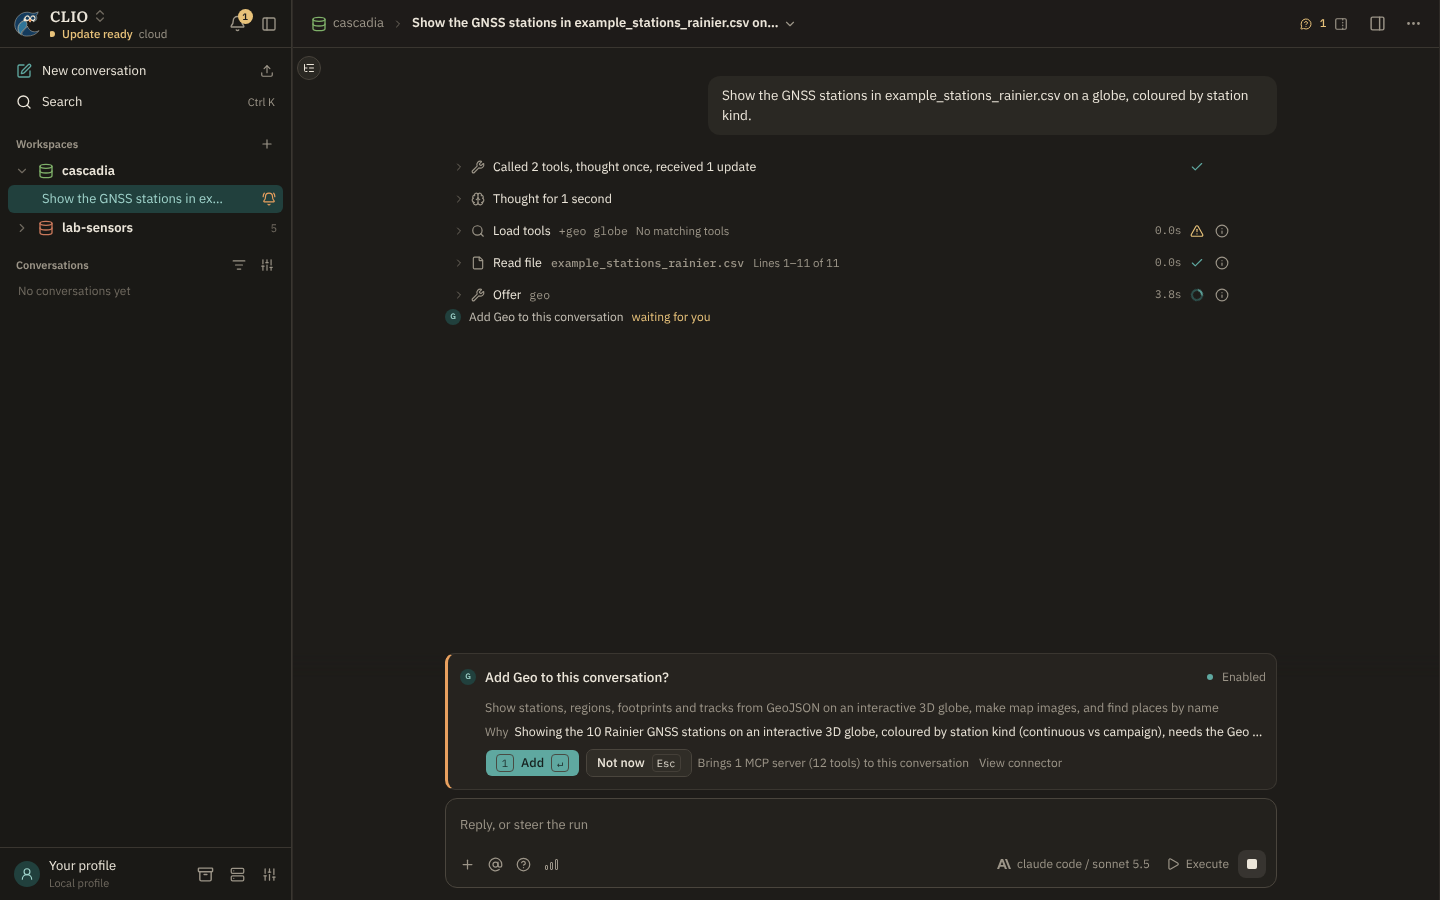 CLIO
Update ready cloud
1
New conversation
Search Ctrl K
Workspaces
cascadia
Show the GNSS stations in ex...
lab-sensors 5
Conversations
No conversations yet
Your profile
Local profile
cascadia
Show the GNSS stations in example_stations_rainier.csv on...
1
Show the GNSS stations in example_stations_rainier.csv on a globe, coloured by station
kind.
Called 2 tools, thought once, received 1 update
Thought for 1 second
Load tools +geo globe No matching tools 0.0s
Read file example_stations_rainier.csv Lines 1–11 of 11 0.0s
Offer geo 3.8s
G Add Geo to this conversation waiting for you
G Add Geo to this conversation? Enabled
Show stations, regions, footprints and tracks from GeoJSON on an interactive 3D globe, make map images, and find places by name
Why Showing the 10 Rainier GNSS stations on an interactive 3D globe, coloured by station kind (continuous vs campaign), needs the Geo ...
1 Add ↵ Not now Esc Brings 1 MCP server (12 tools) to this conversation View connector
Reply, or steer the run
claude code / sonnet 5.5 Execute